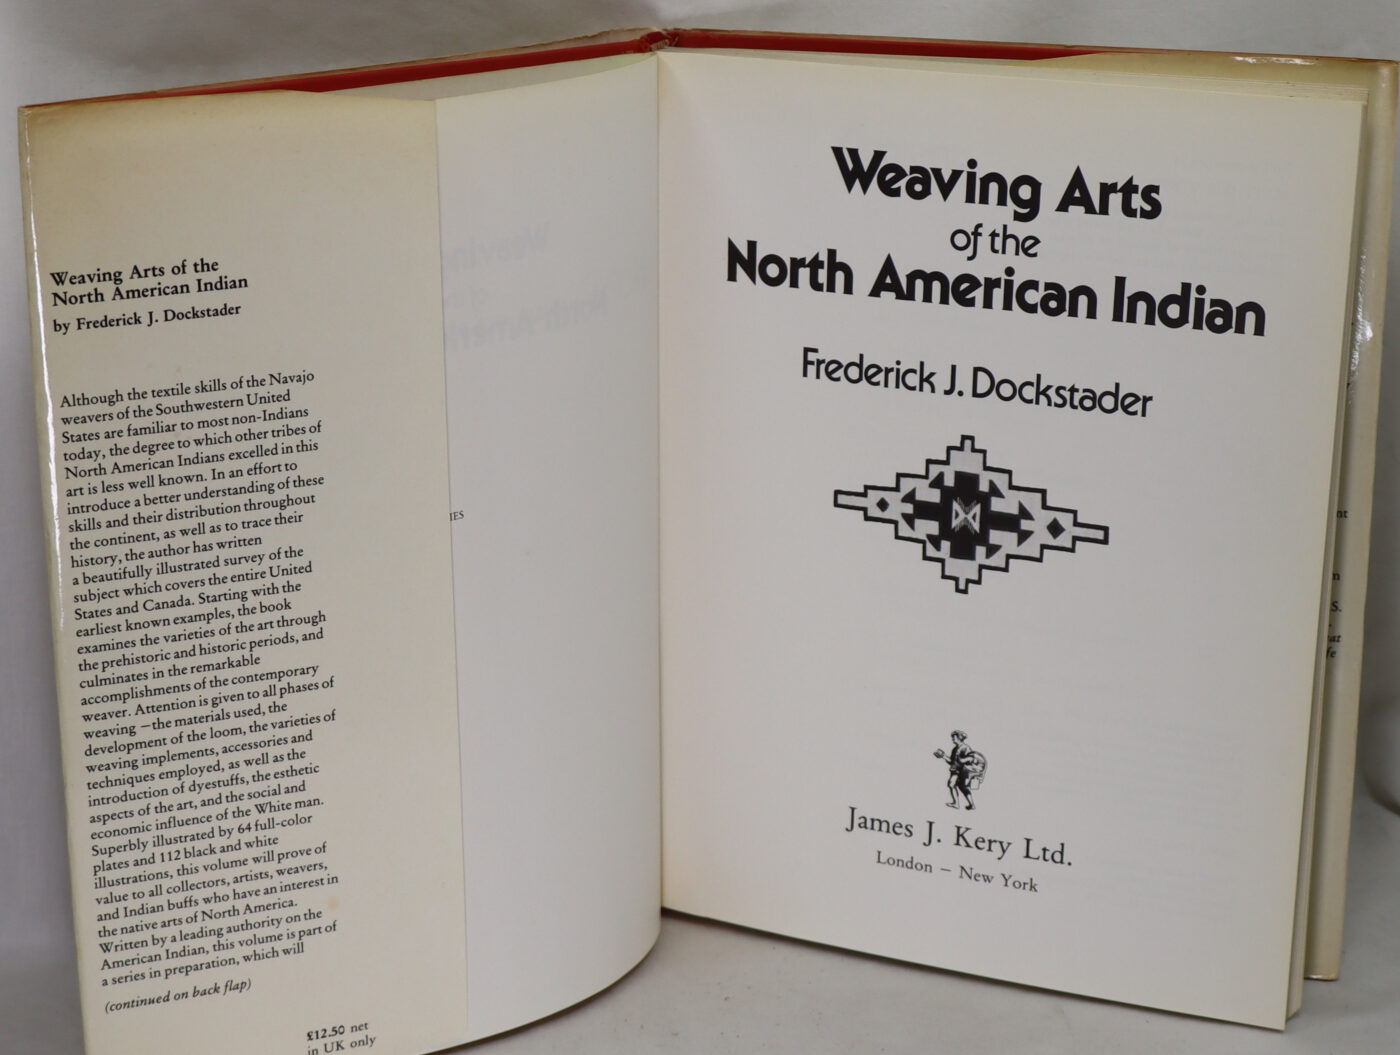 Weaving Arts of the
North American Indian
by Frederick J. Dockstader
Although the textile skills of the Navajo
weavers of the Southwestern United
States are familiar to most non-Indians
today, the degree to which other tribes of
North American Indians excelled in this
art is less well known. In an effort to
introduce a better understanding of these
skills and their distribution throughout
the continent, as well as to trace their
history, the author has written
a beautifully illustrated survey of the
subject which covers the entire United
States and Canada. Starting with the
earliest known examples, the book
examines the varieties of the art through
the prehistoric and historic periods, and
culminates in the remarkable
accomplishments of the contemporary
weaver. Attention is given to all phases of
weaving — the materials used, the
development of the loom, the varieties of
weaving implements, accessories and
techniques employed, as well as the
introduction of dyestuffs, the esthetic
aspects of the art, and the social and
economic influence of the White man.
Superbly illustrated by 64 full-color
plates and 112 black and white
illustrations, this volume will prove of
value to all collectors, artists, weavers,
and Indian buffs who have an interest in
the native arts of North America.
Written by a leading authority on the
American Indian, this volume is part of
a series in preparation, which will
(continued on back flap)
£12.50 net
in UK only
Weaving Arts
of the
North American Indian
Frederick J. Dockstader
James J. Kery Ltd.
London – New York